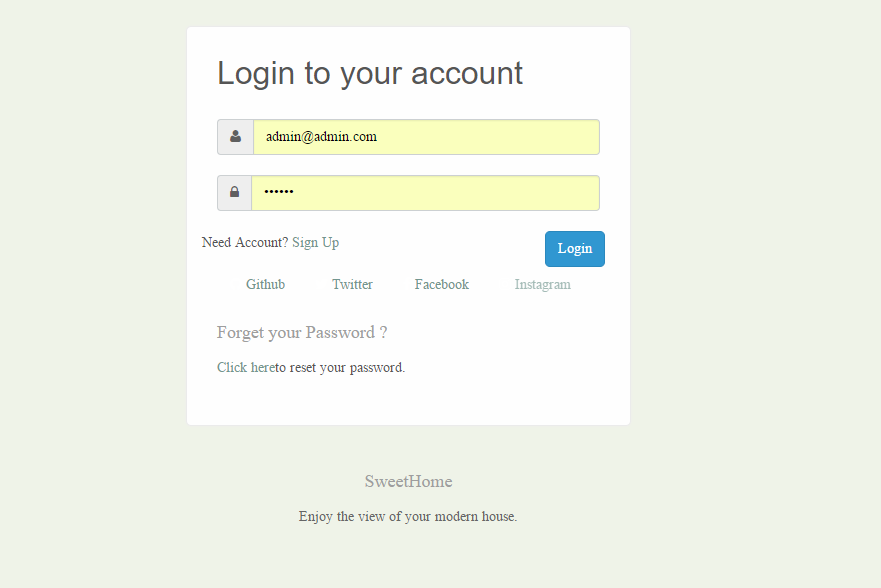 Login to your account
admin@admin.com
••••••
Need Account? Sign Up
Login
Github Twitter Facebook Instagram
Forget your Password ?
Click hereto reset your password.
SweetHome
Enjoy the view of your modern house.